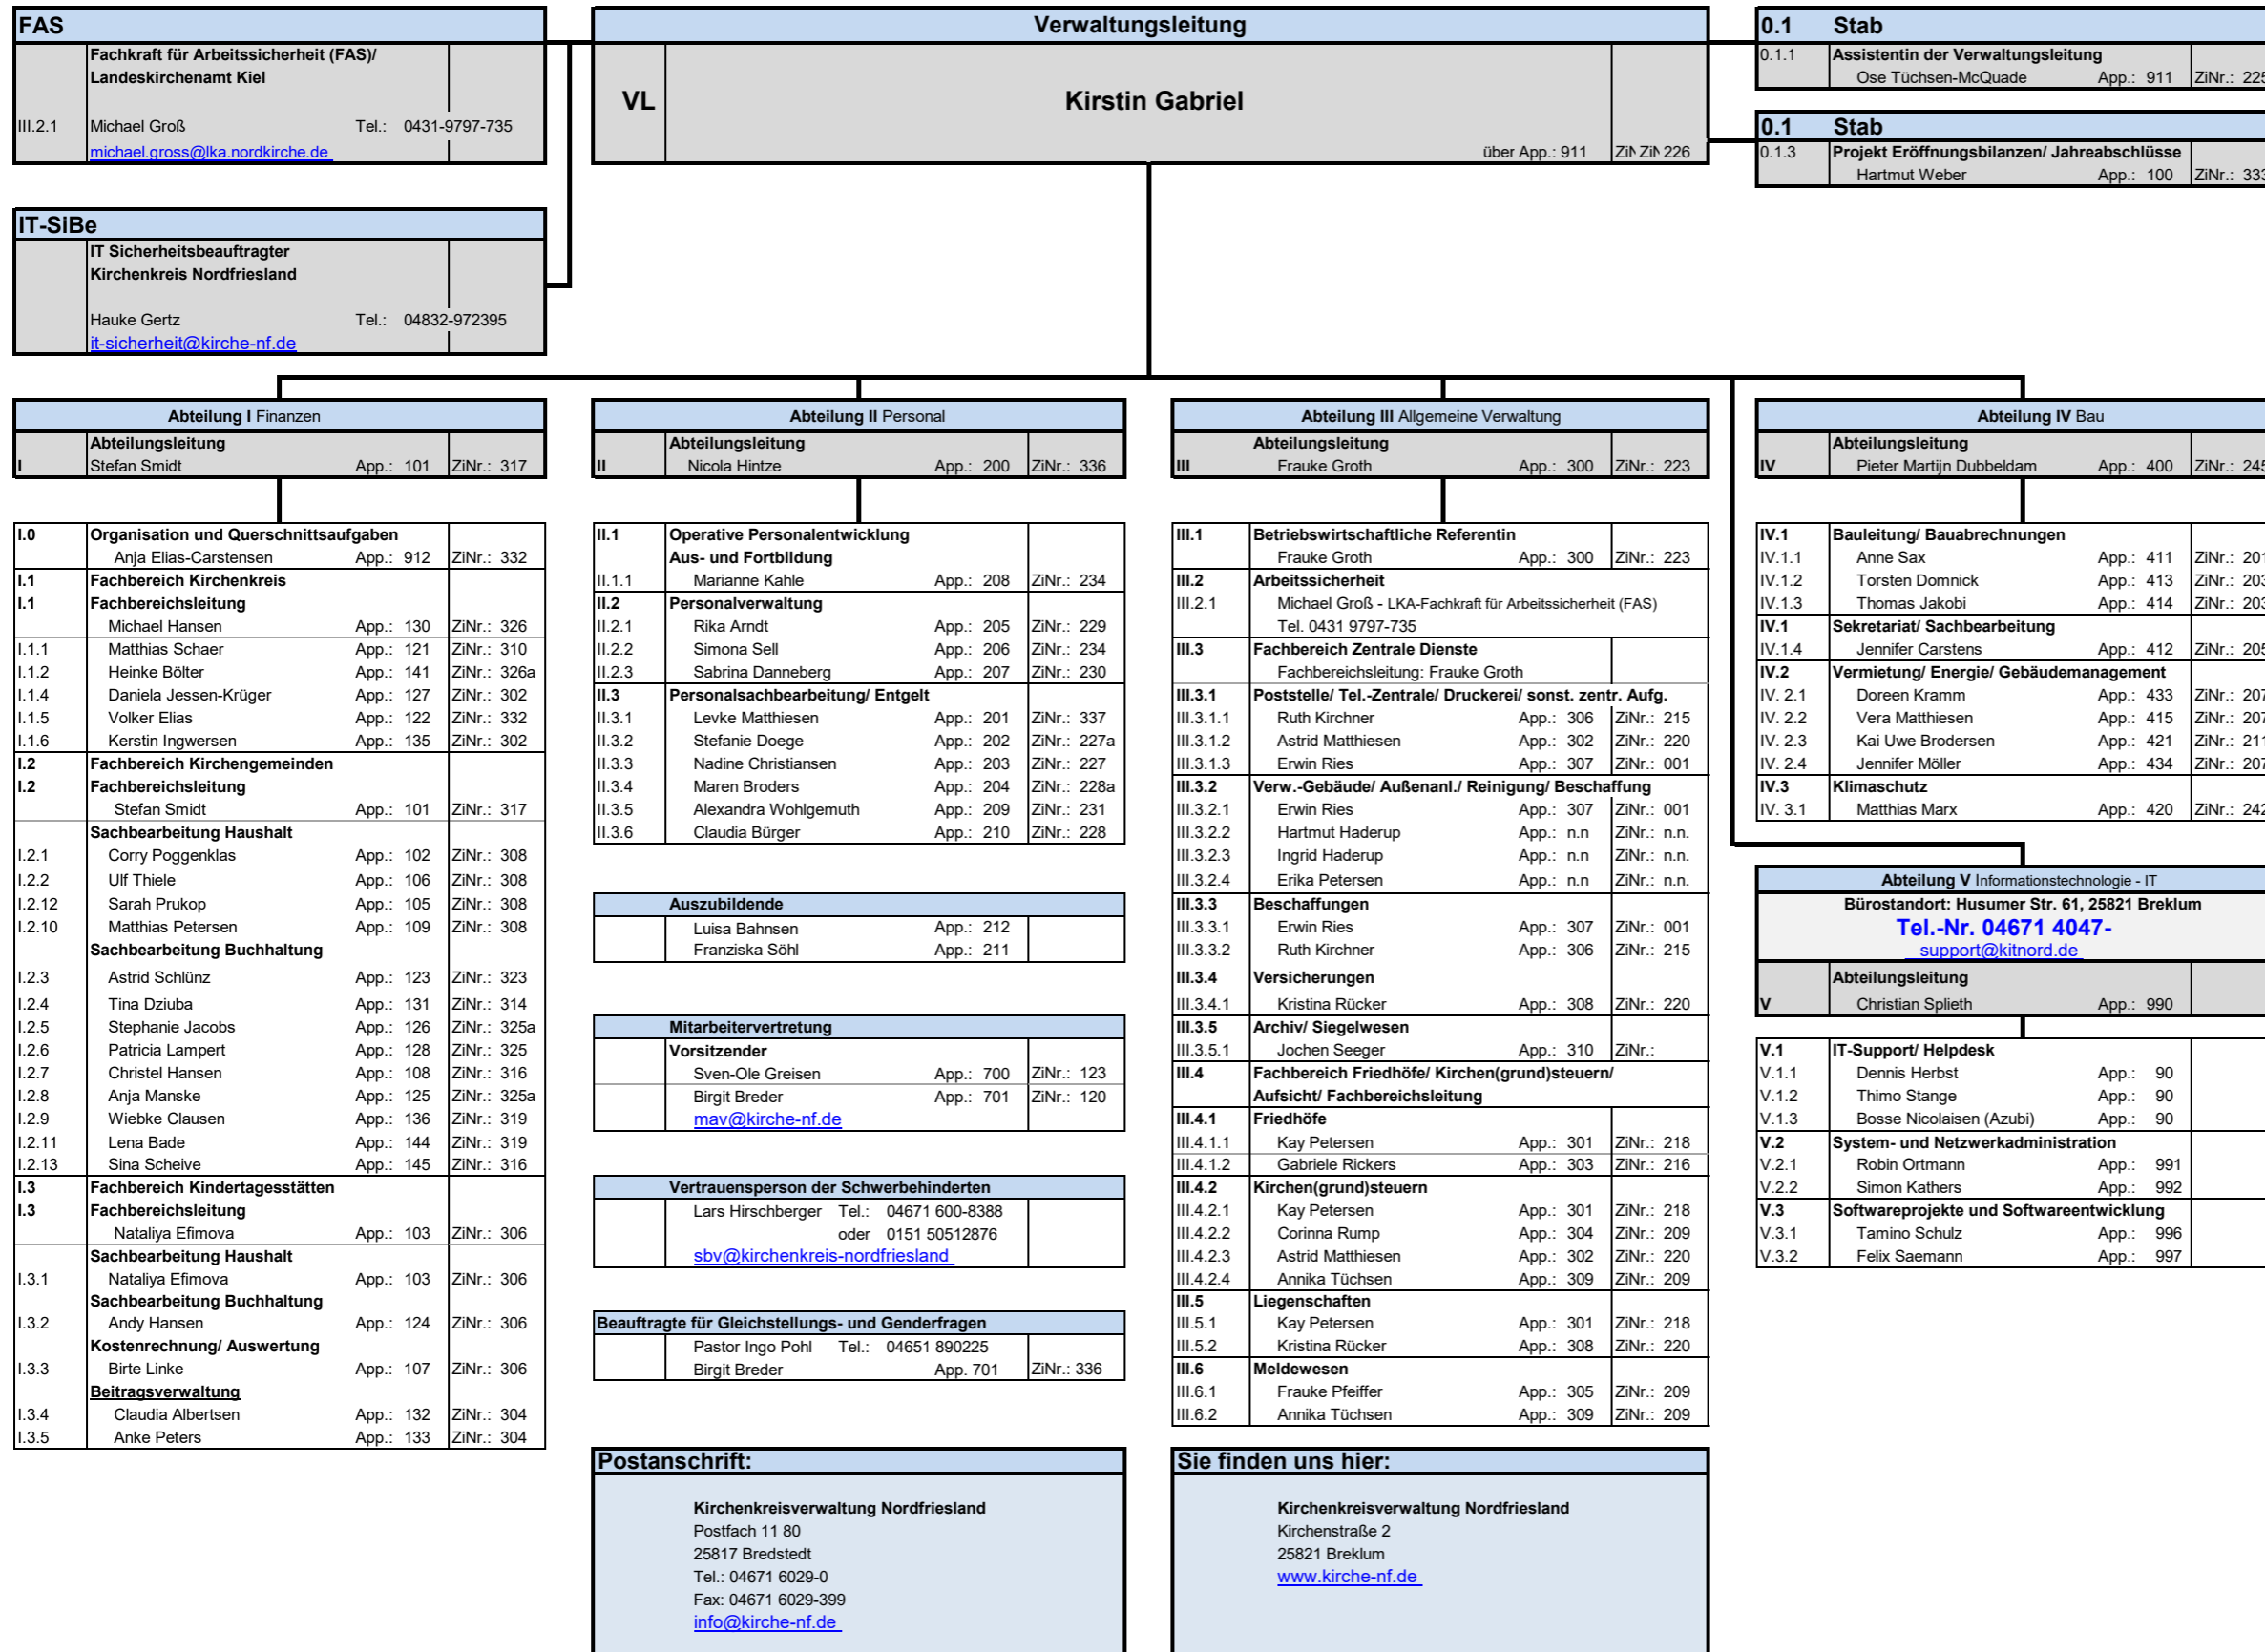 FAS
Fachkraft für Arbeitssicherheit (FAS)/
Landeskirchenamt Kiel
III.2.1 Michael Groß Tel.: 0431-9797-735
michael.gross@lka.nordkirche.de
Verwaltungsleitung
VL Kirstin Gabriel
über App.: 911 ZiN ZiN 226
0.1 Stab
0.1.1 Assistentin der Verwaltungsleitung
Ose Tüchsen-McQuade App.: 911 ZiNr.: 225
0.1 Stab
0.1.3 Projekt Eröffnungsbilanzen/ Jahreabschlüsse
Hartmut Weber App.: 100 ZiNr.: 333
IT-SiBe
IT Sicherheitsbeauftragter
Kirchenkreis Nordfriesland
Hauke Gertz Tel.: 04832-972395
it-sicherheit@kirche-nf.de
Abteilung I Finanzen
Abteilungsleitung
I Stefan Smidt App.: 101 ZiNr.: 317
I.0 Organisation und Querschnittsaufgaben
Anja Elias-Carstensen App.: 912 ZiNr.: 332
I.1 Fachbereich Kirchenkreis
I.1 Fachbereichsleitung
Michael Hansen App.: 130 ZiNr.: 326
I.1.1 Matthias Schaer App.: 121 ZiNr.: 310
I.1.2 Heinke Bölter App.: 141 ZiNr.: 326a
I.1.4 Daniela Jessen-Krüger App.: 127 ZiNr.: 302
I.1.5 Volker Elias App.: 122 ZiNr.: 332
I.1.6 Kerstin Ingwersen App.: 135 ZiNr.: 302
I.2 Fachbereich Kirchengemeinden
I.2 Fachbereichsleitung
Stefan Smidt App.: 101 ZiNr.: 317
Sachbearbeitung Haushalt
I.2.1 Corry Poggenklas App.: 102 ZiNr.: 308
I.2.2 Ulf Thiele App.: 106 ZiNr.: 308
I.2.12 Sarah Prukop App.: 105 ZiNr.: 308
I.2.10 Matthias Petersen App.: 109 ZiNr.: 308
Sachbearbeitung Buchhaltung
I.2.3 Astrid Schlünz App.: 123 ZiNr.: 323
I.2.4 Tina Dziuba App.: 131 ZiNr.: 314
I.2.5 Stephanie Jacobs App.: 126 ZiNr.: 325a
I.2.6 Patricia Lampert App.: 128 ZiNr.: 325
I.2.7 Christel Hansen App.: 108 ZiNr.: 316
I.2.8 Anja Manske App.: 125 ZiNr.: 325a
I.2.9 Wiebke Clausen App.: 136 ZiNr.: 319
I.2.11 Lena Bade App.: 144 ZiNr.: 319
I.2.13 Sina Scheive App.: 145 ZiNr.: 316
I.3 Fachbereich Kindertagesstätten
I.3 Fachbereichsleitung
Nataliya Efimova App.: 103 ZiNr.: 306
Sachbearbeitung Haushalt
I.3.1 Nataliya Efimova App.: 103 ZiNr.: 306
Sachbearbeitung Buchhaltung
I.3.2 Andy Hansen App.: 124 ZiNr.: 306
Kostenrechnung/ Auswertung
I.3.3 Birte Linke App.: 107 ZiNr.: 306
Beitragsverwaltung
I.3.4 Claudia Albertsen App.: 132 ZiNr.: 304
I.3.5 Anke Peters App.: 133 ZiNr.: 304
Abteilung II Personal
Abteilungsleitung
II Nicola Hintze App.: 200 ZiNr.: 336
II.1 Operative Personalentwicklung
Aus- und Fortbildung
II.1.1 Marianne Kahle App.: 208 ZiNr.: 234
II.2 Personalverwaltung
II.2.1 Rika Arndt App.: 205 ZiNr.: 229
II.2.2 Simona Sell App.: 206 ZiNr.: 234
II.2.3 Sabrina Danneberg App.: 207 ZiNr.: 230
II.3 Personalsachbearbeitung/ Entgelt
II.3.1 Levke Matthiesen App.: 201 ZiNr.: 337
II.3.2 Stefanie Doege App.: 202 ZiNr.: 227a
II.3.3 Nadine Christiansen App.: 203 ZiNr.: 227
II.3.4 Maren Broders App.: 204 ZiNr.: 228a
II.3.5 Alexandra Wohlgemuth App.: 209 ZiNr.: 231
II.3.6 Claudia Bürger App.: 210 ZiNr.: 228
Auszubildende
Luisa Bahnsen App.: 212
Franziska Söhl App.: 211
Mitarbeitervertretung
Vorsitzender
Sven-Ole Greisen App.: 700 ZiNr.: 123
Birgit Breder App.: 701 ZiNr.: 120
mav@kirche-nf.de
Vertrauensperson der Schwerbehinderten
Lars Hirschberger Tel.: 04671 600-8388
oder 0151 50512876
sbv@kirchenkreis-nordfriesland
Beauftragte für Gleichstellungs- und Genderfragen
Pastor Ingo Pohl Tel.: 04651 890225
Birgit Breder App. 701 ZiNr.: 336
Abteilung III Allgemeine Verwaltung
Abteilungsleitung
III Frauke Groth App.: 300 ZiNr.: 223
III.1 Betriebswirtschaftliche Referentin
Frauke Groth App.: 300 ZiNr.: 223
III.2 Arbeitssicherheit
III.2.1 Michael Groß - LKA-Fachkraft für Arbeitssicherheit (FAS)
Tel. 0431 9797-735
III.3 Fachbereich Zentrale Dienste
Fachbereichsleitung: Frauke Groth
III.3.1 Poststelle/ Tel.-Zentrale/ Druckerei/ sonst. zentr. Aufg.
III.3.1.1 Ruth Kirchner App.: 306 ZiNr.: 215
III.3.1.2 Astrid Matthiesen App.: 302 ZiNr.: 220
III.3.1.3 Erwin Ries App.: 307 ZiNr.: 001
III.3.2 Verw.-Gebäude/ Außenanl./ Reinigung/ Beschaffung
III.3.2.1 Erwin Ries App.: 307 ZiNr.: 001
III.3.2.2 Hartmut Haderup App.: n.n ZiNr.: n.n.
III.3.2.3 Ingrid Haderup App.: n.n ZiNr.: n.n.
III.3.2.4 Erika Petersen App.: n.n ZiNr.: n.n.
III.3.3 Beschaffungen
III.3.3.1 Erwin Ries App.: 307 ZiNr.: 001
III.3.3.2 Ruth Kirchner App.: 306 ZiNr.: 215
III.3.4 Versicherungen
III.3.4.1 Kristina Rücker App.: 308 ZiNr.: 220
III.3.5 Archiv/ Siegelwesen
III.3.5.1 Jochen Seeger App.: 310 ZiNr.:
III.4 Fachbereich Friedhöfe/ Kirchen(grund)steuern/
Aufsicht/ Fachbereichsleitung
III.4.1 Friedhöfe
III.4.1.1 Kay Petersen App.: 301 ZiNr.: 218
III.4.1.2 Gabriele Rickers App.: 303 ZiNr.: 216
III.4.2 Kirchen(grund)steuern
III.4.2.1 Kay Petersen App.: 301 ZiNr.: 218
III.4.2.2 Corinna Rump App.: 304 ZiNr.: 209
III.4.2.3 Astrid Matthiesen App.: 302 ZiNr.: 220
III.4.2.4 Annika Tüchsen App.: 309 ZiNr.: 209
III.5 Liegenschaften
III.5.1 Kay Petersen App.: 301 ZiNr.: 218
III.5.2 Kristina Rücker App.: 308 ZiNr.: 220
III.6 Meldewesen
III.6.1 Frauke Pfeiffer App.: 305 ZiNr.: 209
III.6.2 Annika Tüchsen App.: 309 ZiNr.: 209
Abteilung IV Bau
Abteilungsleitung
IV Pieter Martijn Dubbeldam App.: 400 ZiNr.: 245
IV.1 Bauleitung/ Bauabrechnungen
IV.1.1 Anne Sax App.: 411 ZiNr.: 201
IV.1.2 Torsten Domnick App.: 413 ZiNr.: 203
IV.1.3 Thomas Jakobi App.: 414 ZiNr.: 203
IV.1 Sekretariat/ Sachbearbeitung
IV.1.4 Jennifer Carstens App.: 412 ZiNr.: 205
IV.2 Vermietung/ Energie/ Gebäudemanagement
IV. 2.1 Doreen Kramm App.: 433 ZiNr.: 207
IV. 2.2 Vera Matthiesen App.: 415 ZiNr.: 207
IV. 2.3 Kai Uwe Brodersen App.: 421 ZiNr.: 211
IV. 2.4 Jennifer Möller App.: 434 ZiNr.: 207
IV.3 Klimaschutz
IV. 3.1 Matthias Marx App.: 420 ZiNr.: 242
Abteilung V Informationstechnologie - IT
Bürostandort: Husumer Str. 61, 25821 Breklum
Tel.-Nr. 04671 4047-
support@kitnord.de
Abteilungsleitung
V Christian Splieth App.: 990
V.1 IT-Support/ Helpdesk
V.1.1 Dennis Herbst App.: 90
V.1.2 Thimo Stange App.: 90
V.1.3 Bosse Nicolaisen (Azubi) App.: 90
V.2 System- und Netzwerkadministration
V.2.1 Robin Ortmann App.: 991
V.2.2 Simon Kathers App.: 992
V.3 Softwareprojekte und Softwareentwicklung
V.3.1 Tamino Schulz App.: 996
V.3.2 Felix Saemann App.: 997
Postanschrift:
Kirchenkreisverwaltung Nordfriesland
Postfach 11 80
25817 Bredstedt
Tel.: 04671 6029-0
Fax: 04671 6029-399
info@kirche-nf.de
Sie finden uns hier:
Kirchenkreisverwaltung Nordfriesland
Kirchenstraße 2
25821 Breklum
www.kirche-nf.de